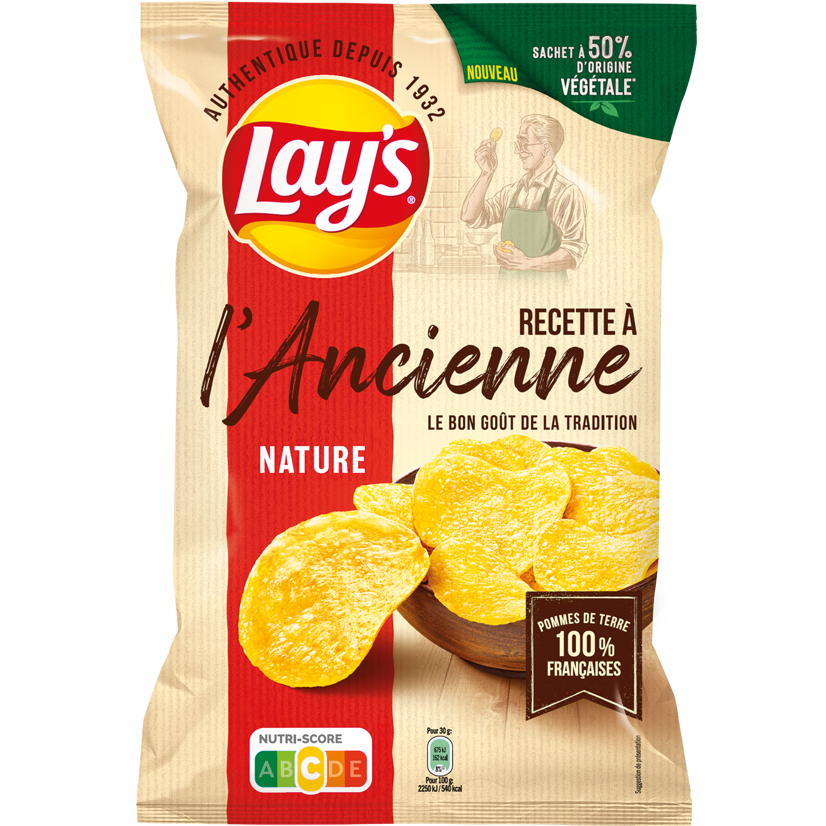 AUTHENTIQUE DEPUIS 1932
Lay's®
NOUVEAU
SACHET À 50%
D'ORIGINE
VÉGÉTALE*
RECETTE À
l'Ancienne
LE BON GOÛT DE LA TRADITION
NATURE
POMMES DE TERRE
100%
FRANÇAISES
NUTRI-SCORE
A B C D E
Pour 30 g:
675 kJ
162 kcal
8%
Pour 100 g:
2250 kJ / 540 kcal
Suggestion de présentation